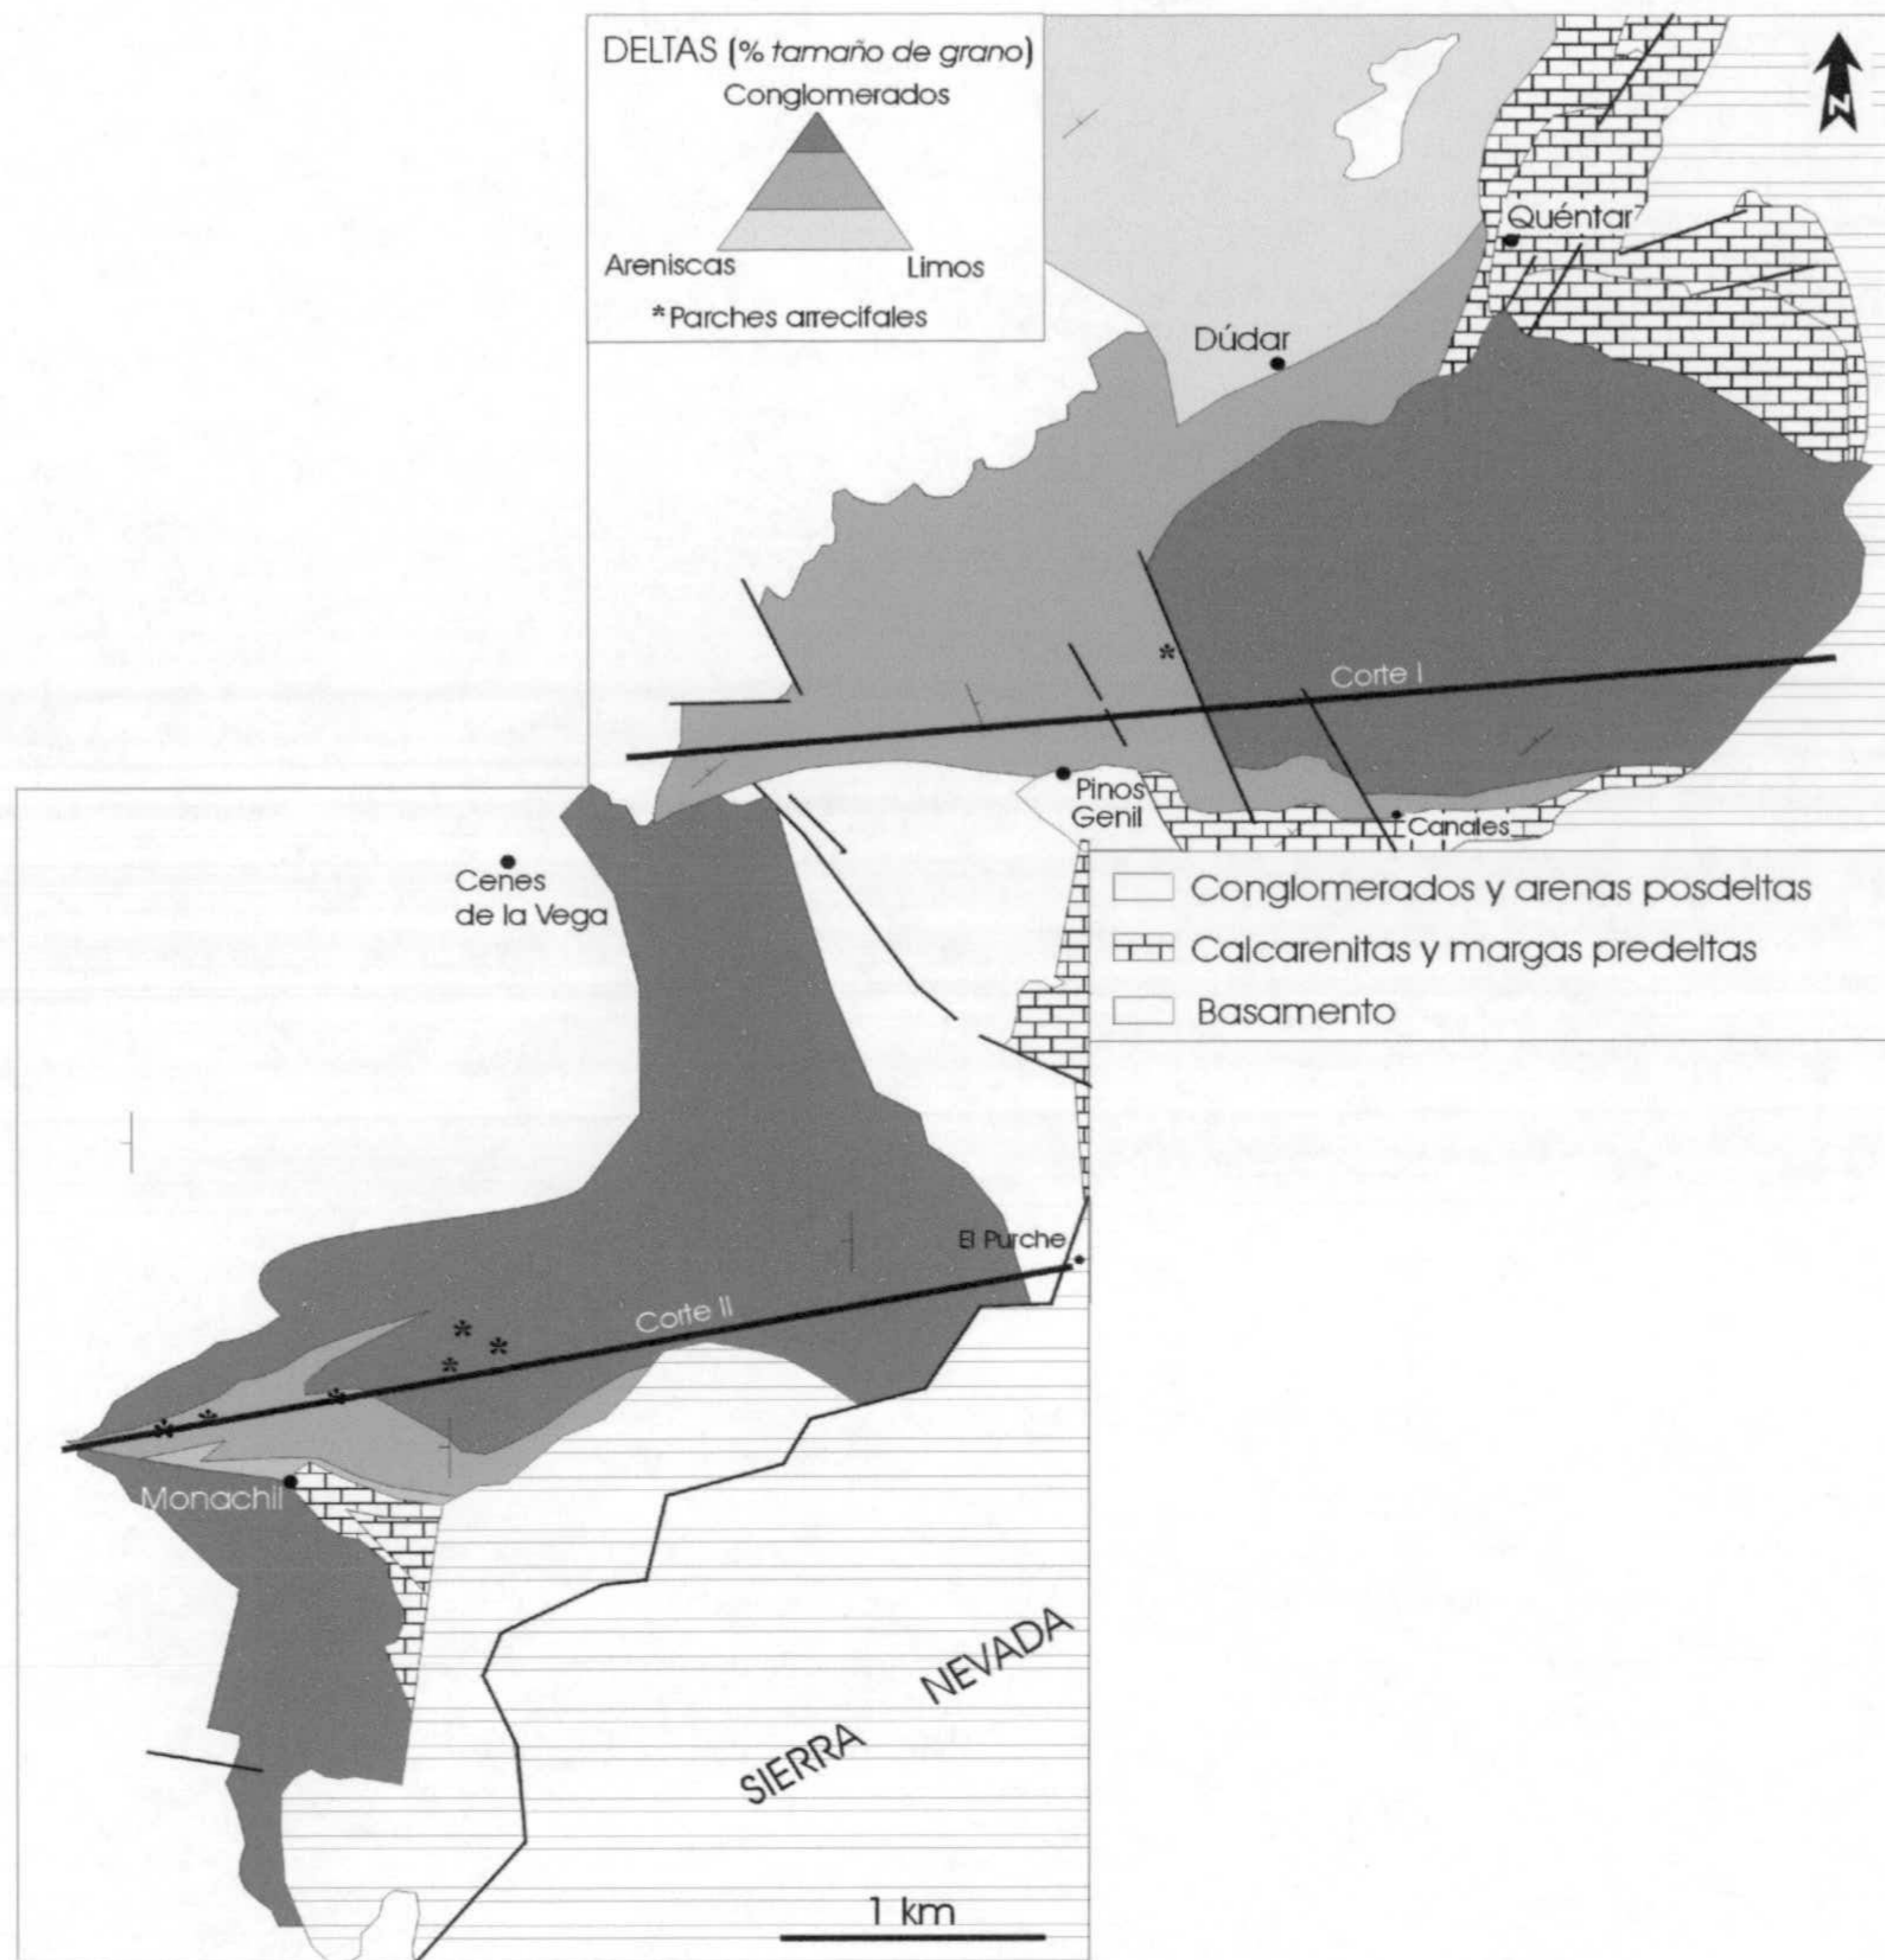 DELTAS (% tamaño de grano)
Conglomerados
Areniscas
Limos
*Parches arrecifales
N
Quéntar
Dúdar
Corte I
Pinos
Genil
Canales
Cenes
de la Vega
Conglomerados y arenas posdeltas
Calcarenitas y margas predeltas
Basamento
El Purche
Corte II
Monachil
SIERRA NEVADA
1 km